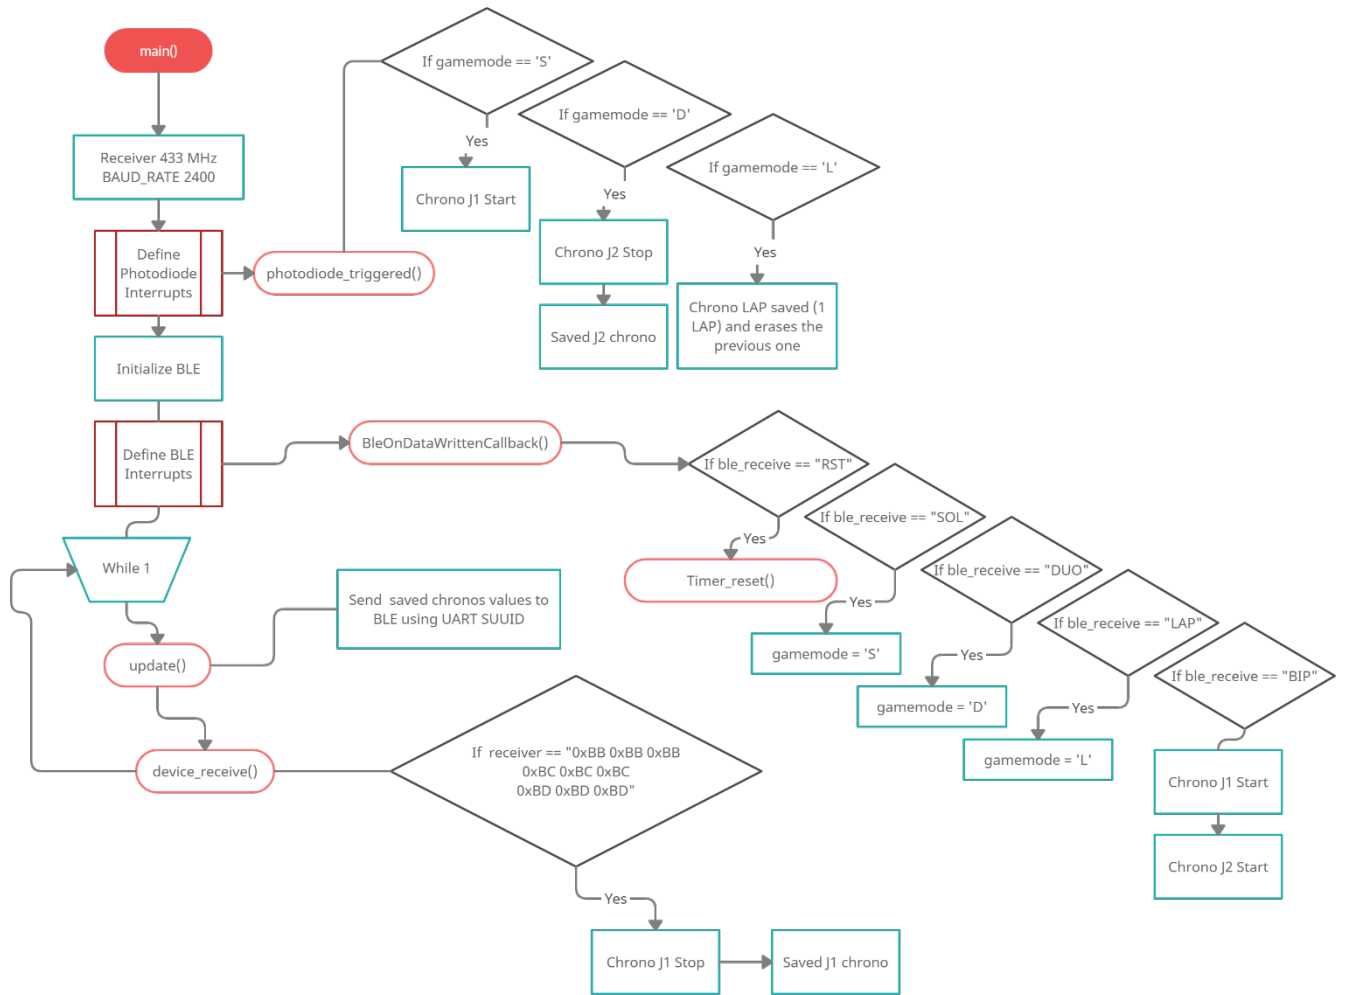 main()
Receiver 433 MHz
BAUD_RATE 2400
Define
Photodiode
Interrupts
photodiode_triggered()
If gamemode == 'S'
Yes
Chrono J1 Start
If gamemode == 'D'
Yes
Chrono J2 Stop
Saved J2 chrono
If gamemode == 'L'
Yes
Chrono LAP saved (1
LAP) and erases the
previous one
Initialize BLE
Define BLE
Interrupts
BleOnDataWrittenCallback()
If ble_receive == "RST"
Yes
Timer_reset()
If ble_receive == "SOL"
Yes
gamemode = 'S'
If ble_receive == "DUO"
Yes
gamemode = 'D'
If ble_receive == "LAP"
Yes
gamemode = 'L'
If ble_receive == "BIP"
Chrono J1 Start
Chrono J2 Start
While 1
update()
Send  saved chronos values to
BLE using UART SUUID
device_receive()
If  receiver == "0xBB 0xBB 0xBB
0xBC 0xBC 0xBC
0xBD 0xBD 0xBD"
Yes
Chrono J1 Stop
Saved J1 chrono